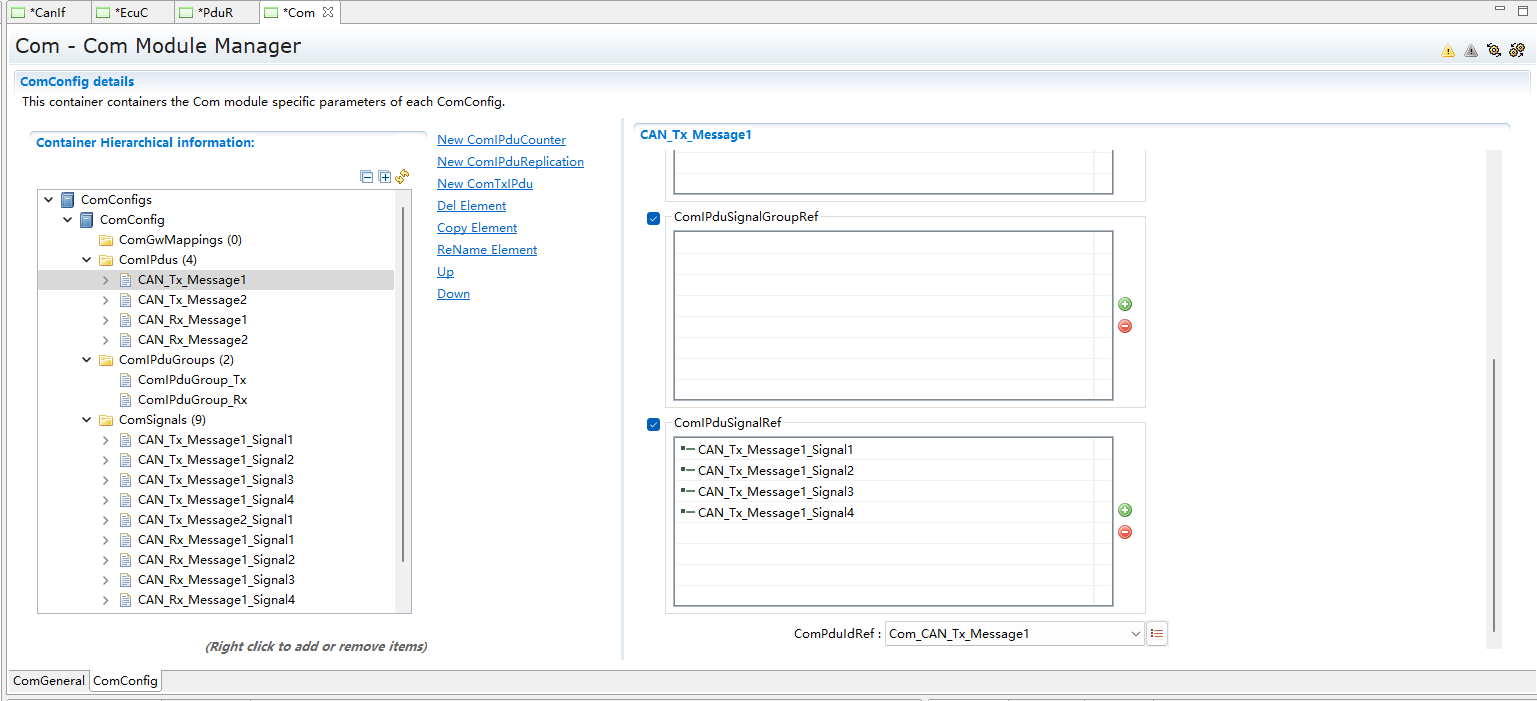 *CanIf
*EcuC
*PduR
*Com
Com - Com Module Manager
ComConfig details
This container containers the Com module specific parameters of each ComConfig.
Container Hierarchical information:
ComConfigs
ComConfig
ComGwMappings (0)
ComIPdus (4)
CAN_Tx_Message1
CAN_Tx_Message2
CAN_Rx_Message1
CAN_Rx_Message2
ComIPduGroups (2)
ComIPduGroup_Tx
ComIPduGroup_Rx
ComSignals (9)
CAN_Tx_Message1_Signal1
CAN_Tx_Message1_Signal2
CAN_Tx_Message1_Signal3
CAN_Tx_Message1_Signal4
CAN_Tx_Message2_Signal1
CAN_Rx_Message1_Signal1
CAN_Rx_Message1_Signal2
CAN_Rx_Message1_Signal3
CAN_Rx_Message1_Signal4
(Right click to add or remove items)
New ComIPduCounter
New ComIPduReplication
New ComTxIPdu
Del Element
Copy Element
ReName Element
Up
Down
CAN_Tx_Message1
ComIPduSignalGroupRef
ComIPduSignalRef
CAN_Tx_Message1_Signal1
CAN_Tx_Message1_Signal2
CAN_Tx_Message1_Signal3
CAN_Tx_Message1_Signal4
ComPduIdRef : Com_CAN_Tx_Message1
ComGeneral
ComConfig